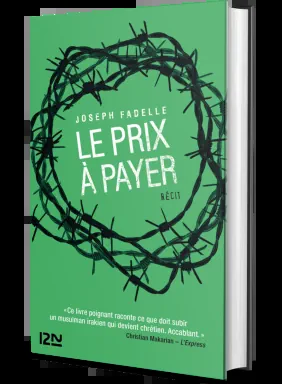 JOSEPH FADELLE
LE PRIX
À PAYER
RÉCIT
«Ce livre poignant raconte ce que doit subir
un musulman irakien qui devient chrétien. Accablant.»
Christian Makarian – L'Express
12 21